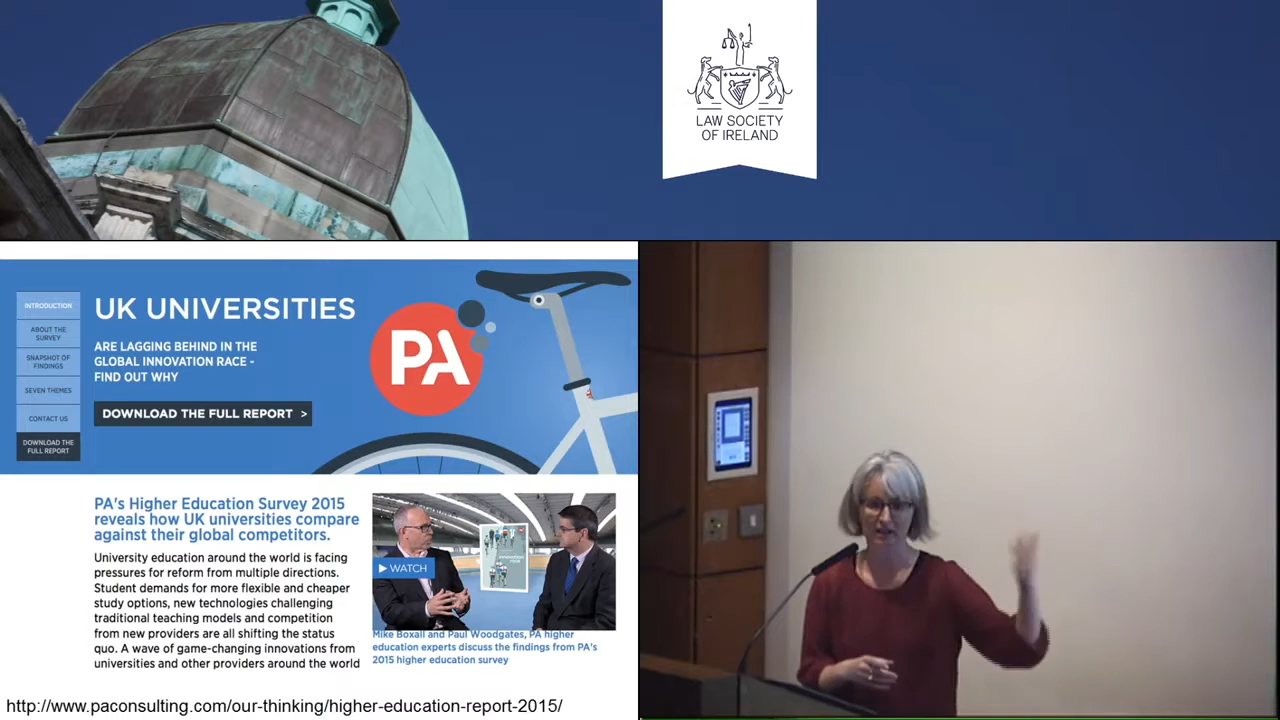 LAW SOCIETY
OF IRELAND
INTRODUCTION
ABOUT THE
SURVEY
SNAPSHOT OF
FINDINGS
SEVEN THEMES
CONTACT US
DOWNLOAD THE
FULL REPORT
UK UNIVERSITIES
ARE LAGGING BEHIND IN THE
GLOBAL INNOVATION RACE -
FIND OUT WHY
DOWNLOAD THE FULL REPORT >
PA
PA's Higher Education Survey 2015
reveals how UK universities compare
against their global competitors.
University education around the world is facing
pressures for reform from multiple directions.
Student demands for more flexible and cheaper
study options, new technologies challenging
traditional teaching models and competition
from new providers are all shifting the status
quo. A wave of game-changing innovations from
universities and other providers around the world
WATCH
Mike Boxall and Paul Woodgates, PA higher
education experts discuss the findings from PA's
2015 higher education survey
http://www.paconsulting.com/our-thinking/higher-education-report-2015/